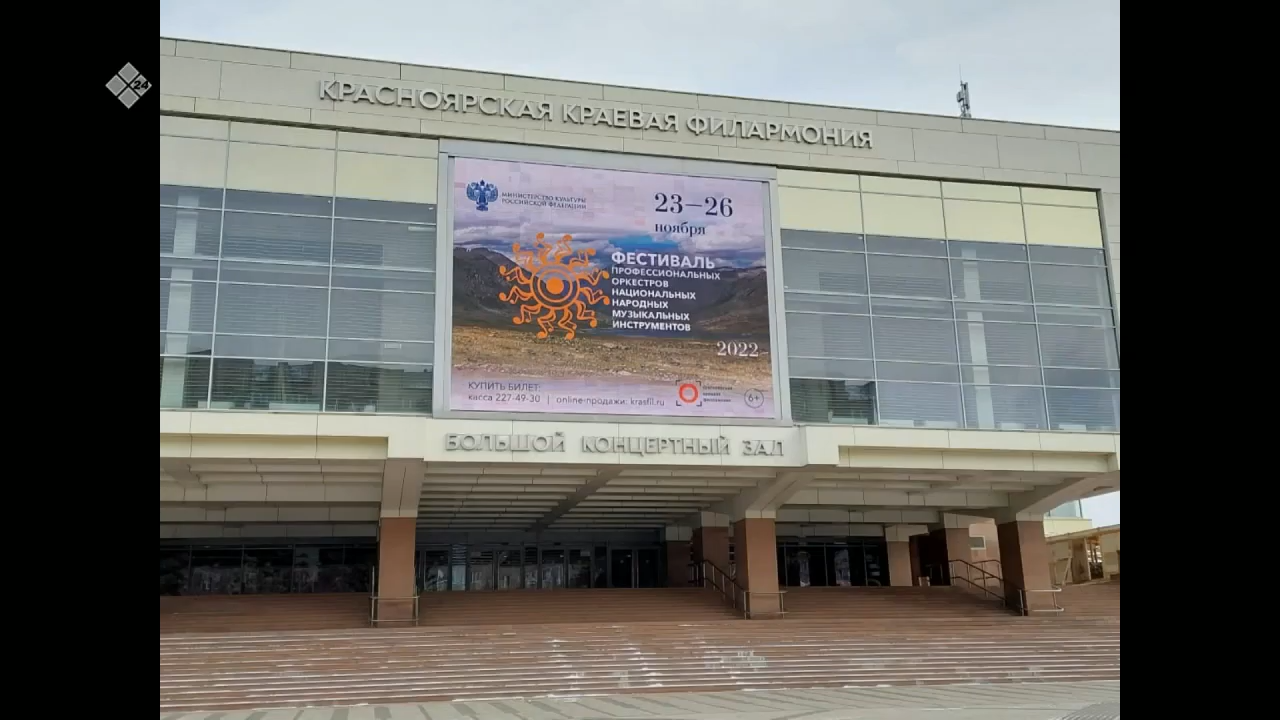 X24
КРАСНОЯРСКАЯ КРАЕВАЯ ФИЛАРМОНИЯ
МИНИСТЕРСТВО КУЛЬТУРЫ
РОССИЙСКОЙ ФЕДЕРАЦИИ
23–26
ноября
ФЕСТИВАЛЬ
ПРОФЕССИОНАЛЬНЫХ
ОРКЕСТРОВ
НАЦИОНАЛЬНЫХ
НАРОДНЫХ
МУЗЫКАЛЬНЫХ
ИНСТРУМЕНТОВ
2022
КУПИТЬ БИЛЕТ:
касса 227-49-30 | online-продажи: krasfil.ru
6+
БОЛЬШОЙ КОНЦЕРТНЫЙ ЗАЛ